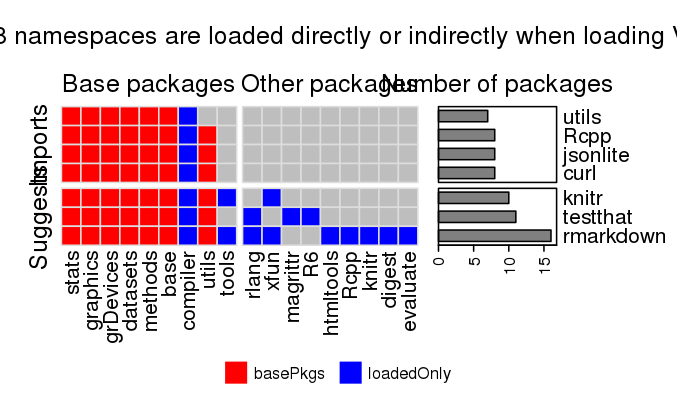 namespaces are loaded directly or indirectly when loading
Base packages Other packages Number of packages
Imports
Suggests
utils
Rcpp
jsonlite
curl
knitr
testthat
rmarkdown
stats
graphics
grDevices
datasets
methods
base
compiler
utils
tools
rlang
xfun
magrittr
R6
htmltools
Rcpp
knitr
digest
evaluate
0 5 10 15
basePkgs loadedOnly